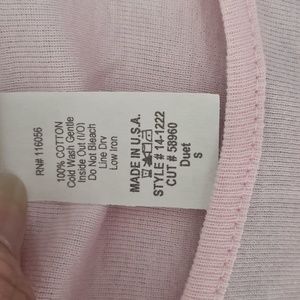 RN# 116056
100% COTTON
Cold Wash Gentle
Inside Out (I/O)
Do Not Bleach
Line Dry
Low Iron
MADE IN U.S.A.
STYLE # 14-1222
CUT # 58960
Duet
S